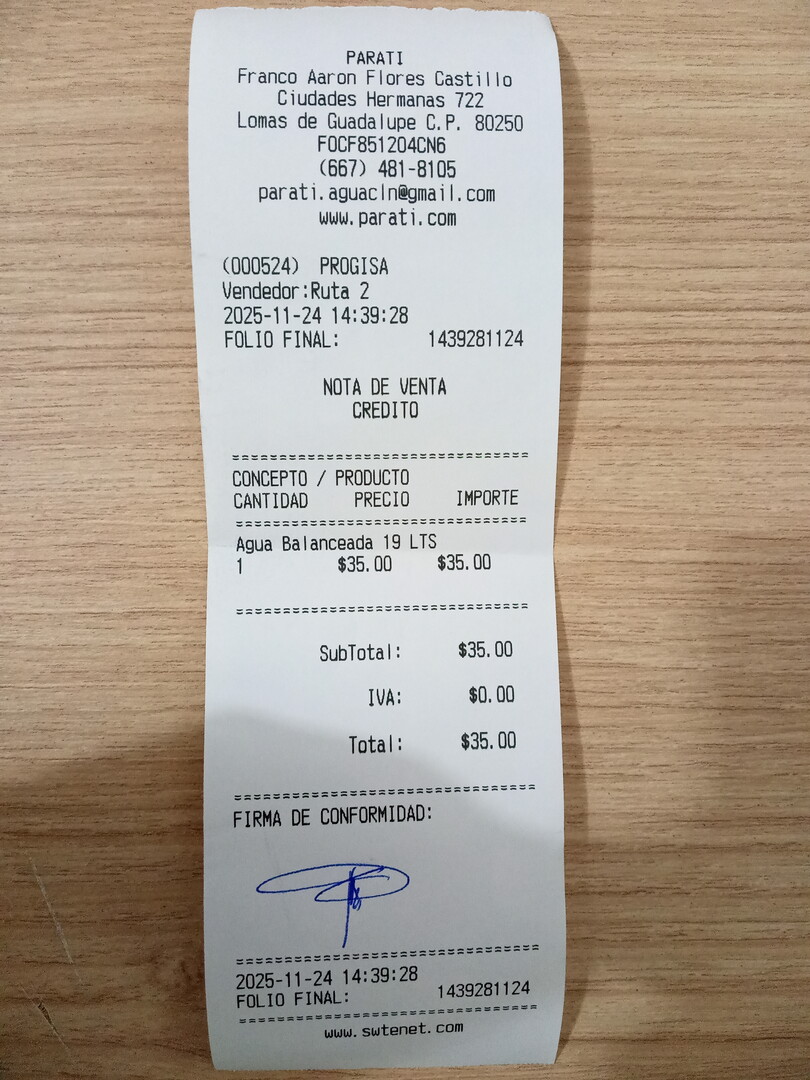 PARATI
Franco Aaron Flores Castillo
Ciudades Hermanas 722
Lomas de Guadalupe C.P. 80250
FOCF851204CN6
(667) 481-8105
parati.aguacln@gmail.com
www.parati.com
(000524) PROGISA
Vendedor:Ruta 2
2025-11-24 14:39:28
FOLIO FINAL: 1439281124
NOTA DE VENTA
CREDITO
CONCEPTO / PRODUCTO
CANTIDAD PRECIO IMPORTE
Agua Balanceada 19 LTS
1 $35.00 $35.00
SubTotal: $35.00
IVA: $0.00
Total: $35.00
FIRMA DE CONFORMIDAD:
2025-11-24 14:39:28
FOLIO FINAL: 1439281124
www.swtenet.com